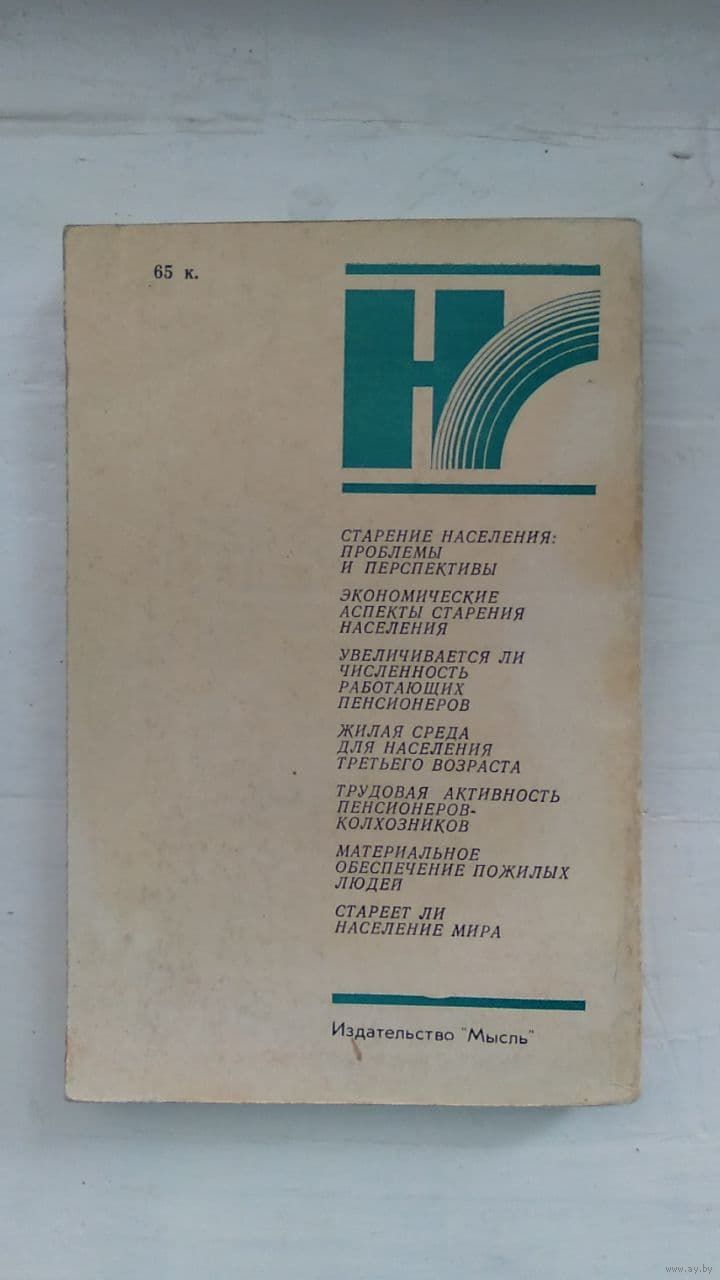 65 к.
Н
СТАРЕНИЕ НАСЕЛЕНИЯ:
ПРОБЛЕМЫ
И ПЕРСПЕКТИВЫ
ЭКОНОМИЧЕСКИЕ
АСПЕКТЫ СТАРЕНИЯ
НАСЕЛЕНИЯ
УВЕЛИЧИВАЕТСЯ ЛИ
ЧИСЛЕННОСТЬ
РАБОТАЮЩИХ
ПЕНСИОНЕРОВ
ЖИЛАЯ СРЕДА
ДЛЯ НАСЕЛЕНИЯ
ТРЕТЬЕГО ВОЗРАСТА
ТРУДОВАЯ АКТИВНОСТЬ
ПЕНСИОНЕРОВ-
КОЛХОЗНИКОВ
МАТЕРИАЛЬНОЕ
ОБЕСПЕЧЕНИЕ ПОЖИЛЫХ
ЛЮДЕЙ
СТАРЕЕТ ЛИ
НАСЕЛЕНИЕ МИРА
Издательство "Мысль"
www.ay.by